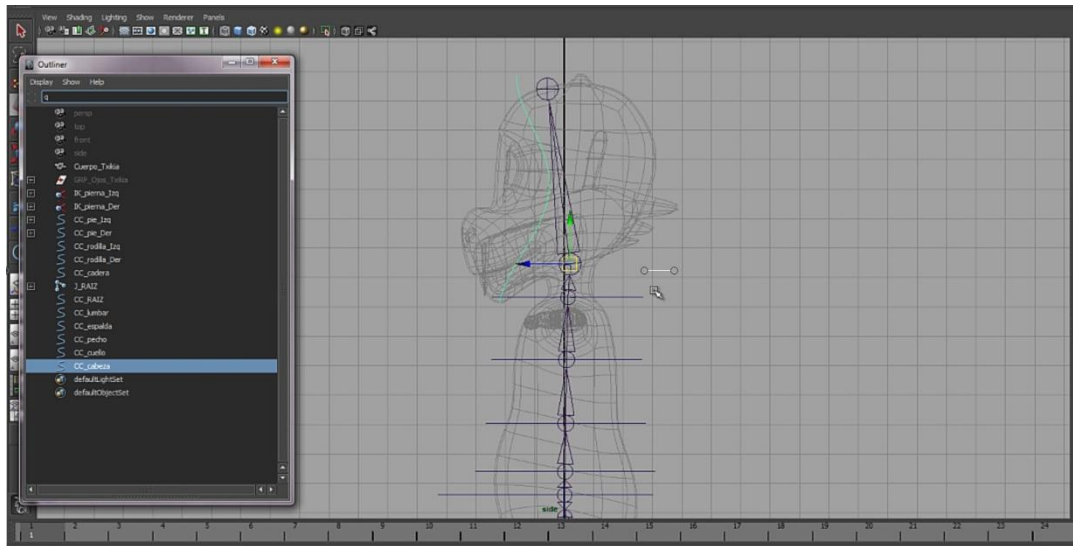 View Shading Lighting Show Renderer Panels
Outliner
Display Show Help
q
persp
top
front
side
Cuerpo_Txikia
GRP_Ojos_Txikia
IK_pierna_Izq
IK_pierna_Der
CC_pie_Izq
CC_pie_Der
CC_rodilla_Izq
CC_rodilla_Der
CC_cadera
J_RAIZ
CC_RAIZ
CC_lumbar
CC_espalda
CC_pecho
CC_cuello
CC_cabeza
defaultLightSet
defaultObjectSet
side
1 2 3 4 5 6 7 8 9 10 11 12 13 14 15 16 17 18 19 20 21 22 23 24
1